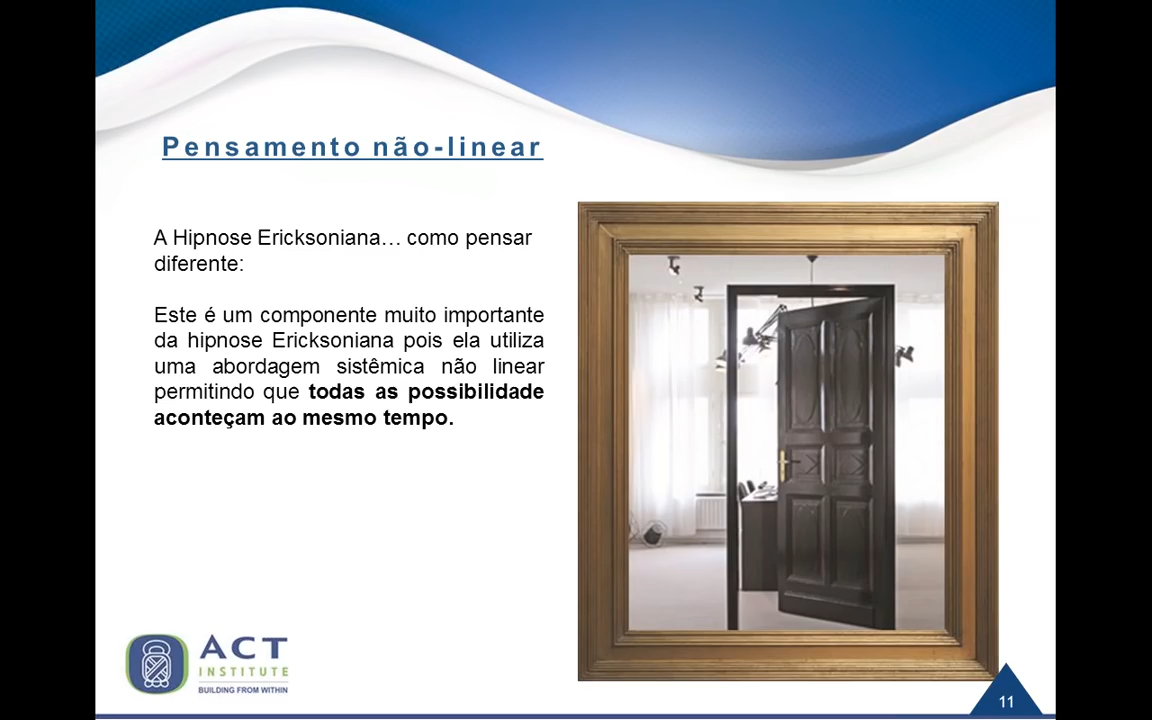 Pensamento não-linear
A Hipnose Ericksoniana… como pensar
diferente:
Este é um componente muito importante
da hipnose Ericksoniana pois ela utiliza
uma abordagem sistêmica não linear
permitindo que todas as possibilidade
aconteçam ao mesmo tempo.
ACT
INSTITUTE
BUILDING FROM WITHIN
11